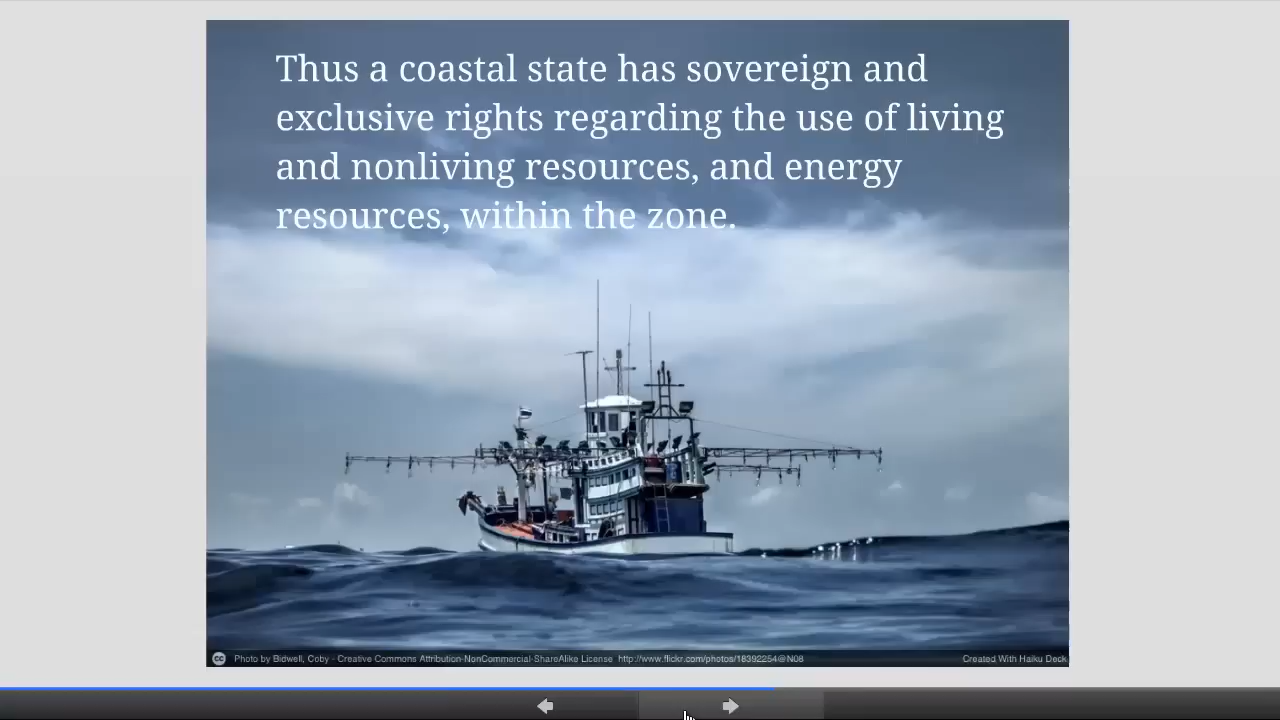 Thus a coastal state has sovereign and
exclusive rights regarding the use of living
and nonliving resources, and energy
resources, within the zone.
cc Photo by Bidwell, Coby - Creative Commons Attribution-NonCommercial-ShareAlike License http://www.flickr.com/photos/18392254@N08 Created With Haiku Deck